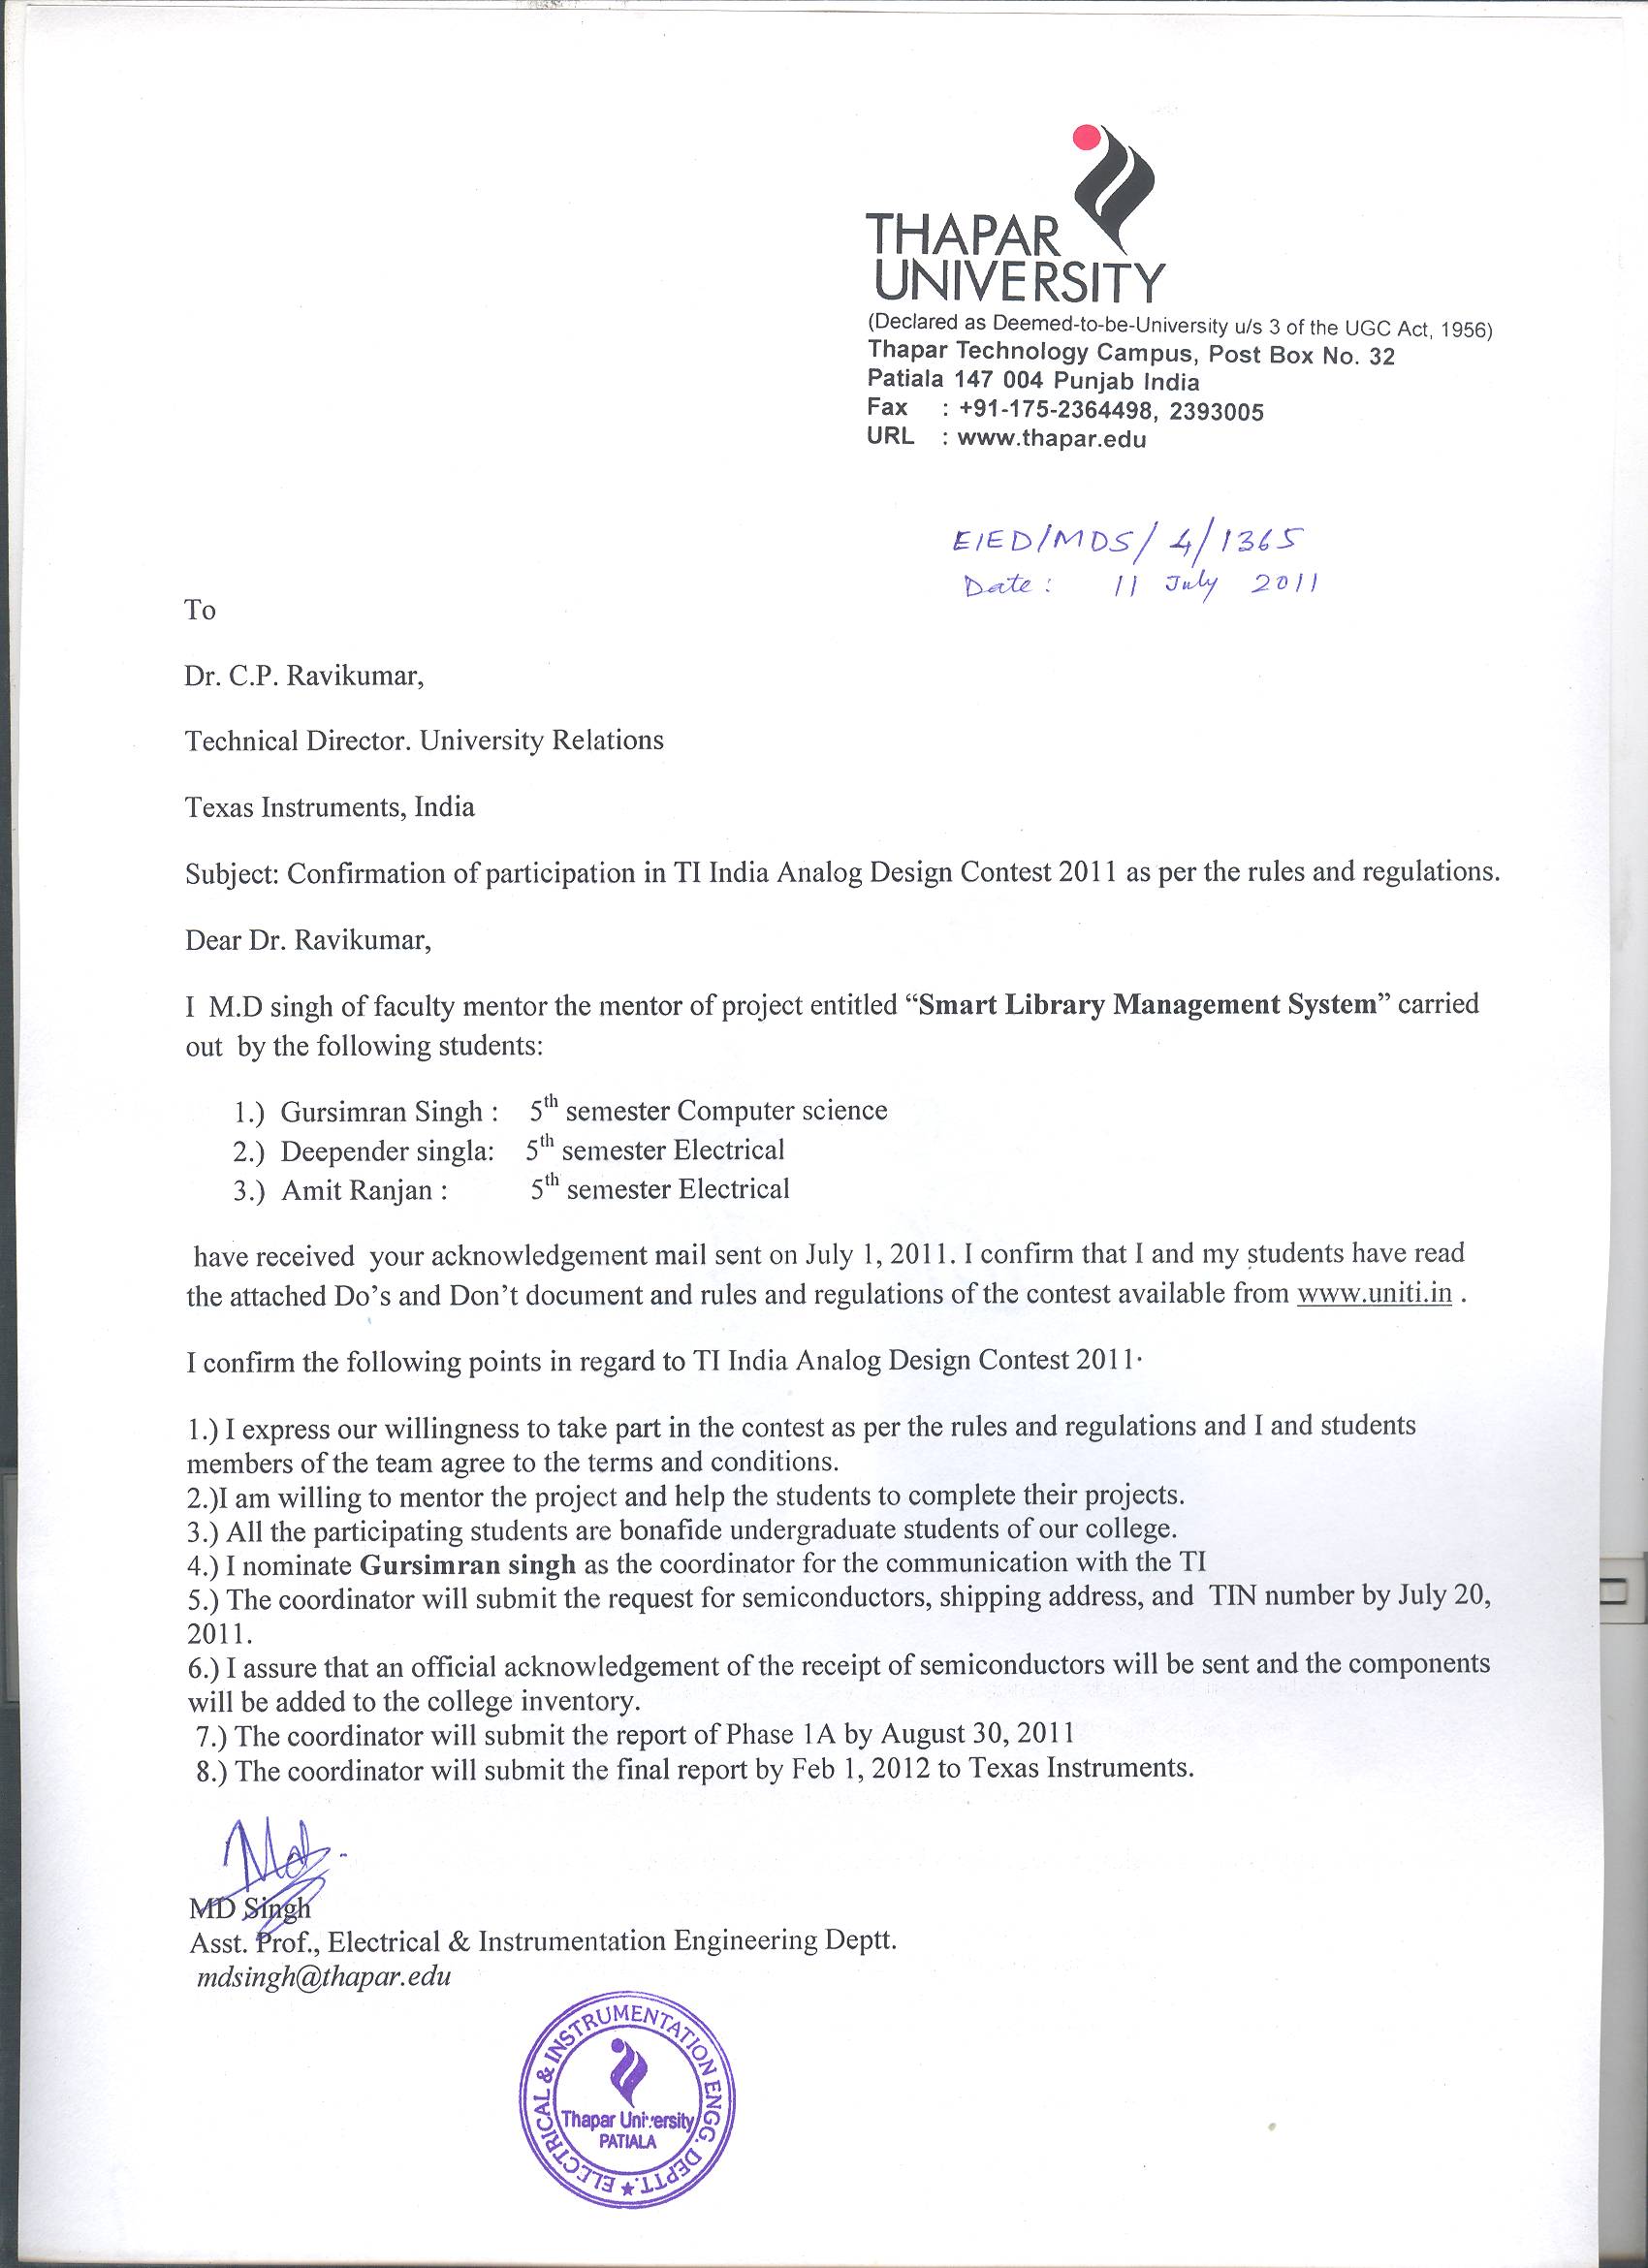 THAPAR
UNIVERSITY
(Declared as Deemed-to-be-University u/s 3 of the UGC Act, 1956)
Thapar Technology Campus, Post Box No. 32
Patiala 147 004 Punjab India
Fax : +91-175-2364498, 2393005
URL : www.thapar.edu
EIED/MDS/4/1365
Date: 11 July 2011
To
Dr. C.P. Ravikumar,
Technical Director. University Relations
Texas Instruments, India
Subject: Confirmation of participation in TI India Analog Design Contest 2011 as per the rules and regulations.
Dear Dr. Ravikumar,
I M.D singh of faculty mentor the mentor of project entitled “Smart Library Management System” carried
out by the following students:
1.) Gursimran Singh : 5th semester Computer science
2.) Deepender singla: 5th semester Electrical
3.) Amit Ranjan : 5th semester Electrical
have received your acknowledgement mail sent on July 1, 2011. I confirm that I and my students have read
the attached Do’s and Don’t document and rules and regulations of the contest available from www.uniti.in .
I confirm the following points in regard to TI India Analog Design Contest 2011·
1.) I express our willingness to take part in the contest as per the rules and regulations and I and students
members of the team agree to the terms and conditions.
2.)I am willing to mentor the project and help the students to complete their projects.
3.) All the participating students are bonafide undergraduate students of our college.
4.) I nominate Gursimran singh as the coordinator for the communication with the TI
5.) The coordinator will submit the request for semiconductors, shipping address, and TIN number by July 20,
2011.
6.) I assure that an official acknowledgement of the receipt of semiconductors will be sent and the components
will be added to the college inventory.
7.) The coordinator will submit the report of Phase 1A by August 30, 2011
8.) The coordinator will submit the final report by Feb 1, 2012 to Texas Instruments.
MD Singh
Asst. Prof., Electrical & Instrumentation Engineering Deptt.
mdsingh@thapar.edu
ELECTRICAL & INSTRUMENTATION ENGG. DEPTT. ★
Thapar University
PATIALA